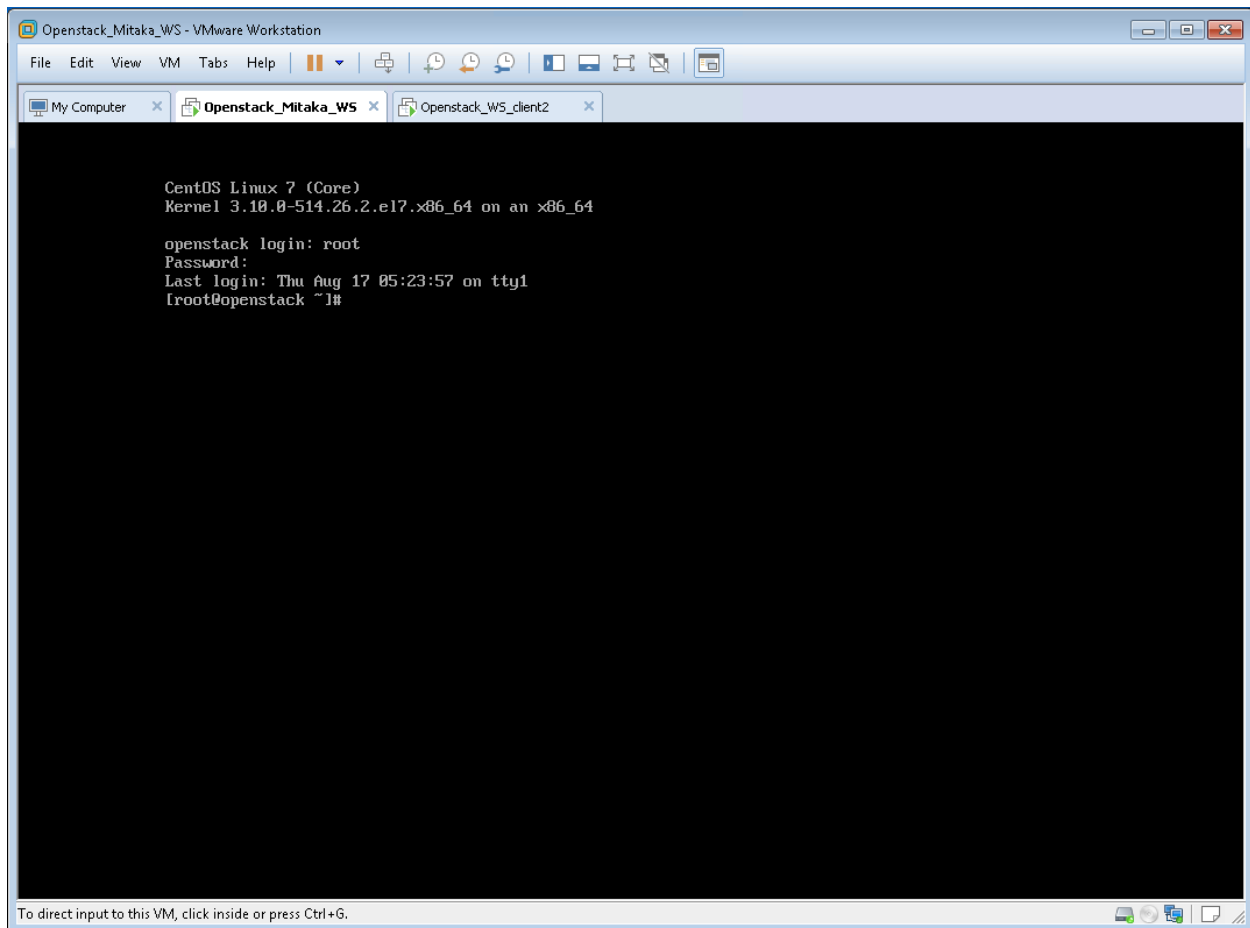 Openstack_Mitaka_WS - VMware Workstation
File Edit View VM Tabs Help
My Computer Openstack_Mitaka_WS Openstack_WS_client2
CentOS Linux 7 (Core)
Kernel 3.10.0-514.26.2.el7.x86_64 on an x86_64
openstack login: root
Password:
Last login: Thu Aug 17 05:23:57 on tty1
[root@openstack ~]#
To direct input to this VM, click inside or press Ctrl+G.